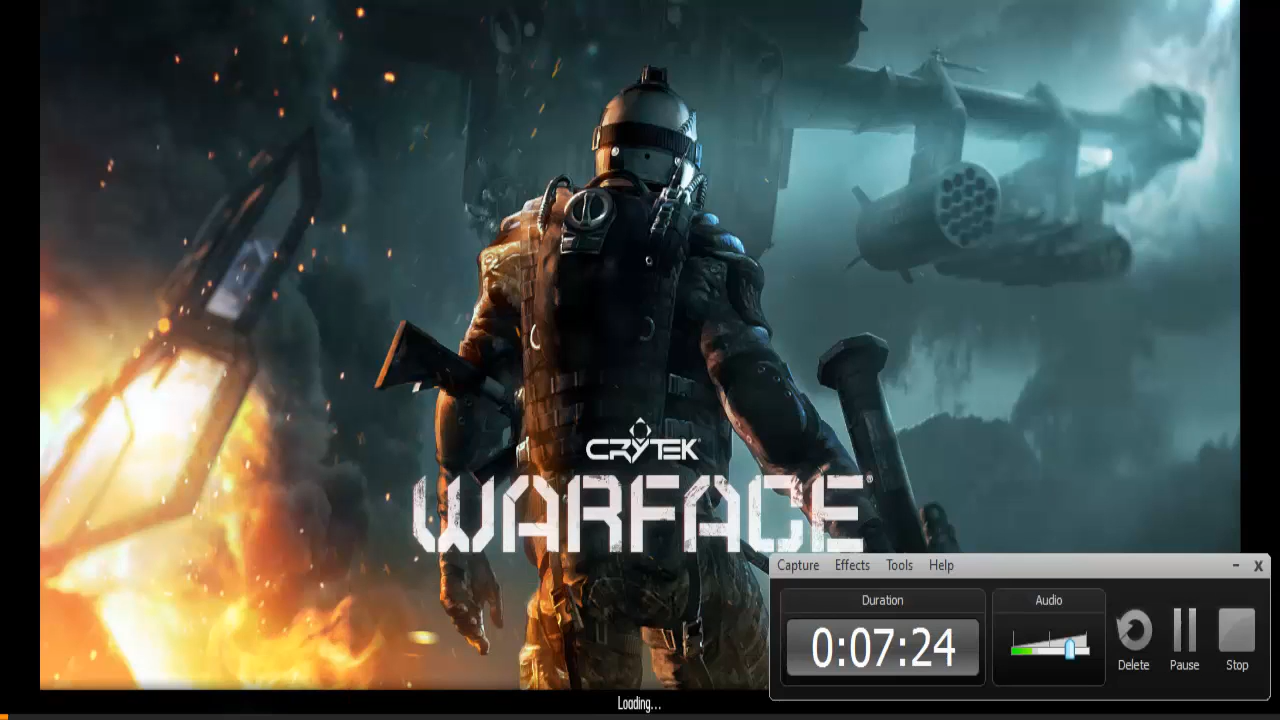 CRYTEK
WARFACE®
Capture Effects Tools Help
Duration Audio
0:07:24
Delete Pause Stop
Loading...